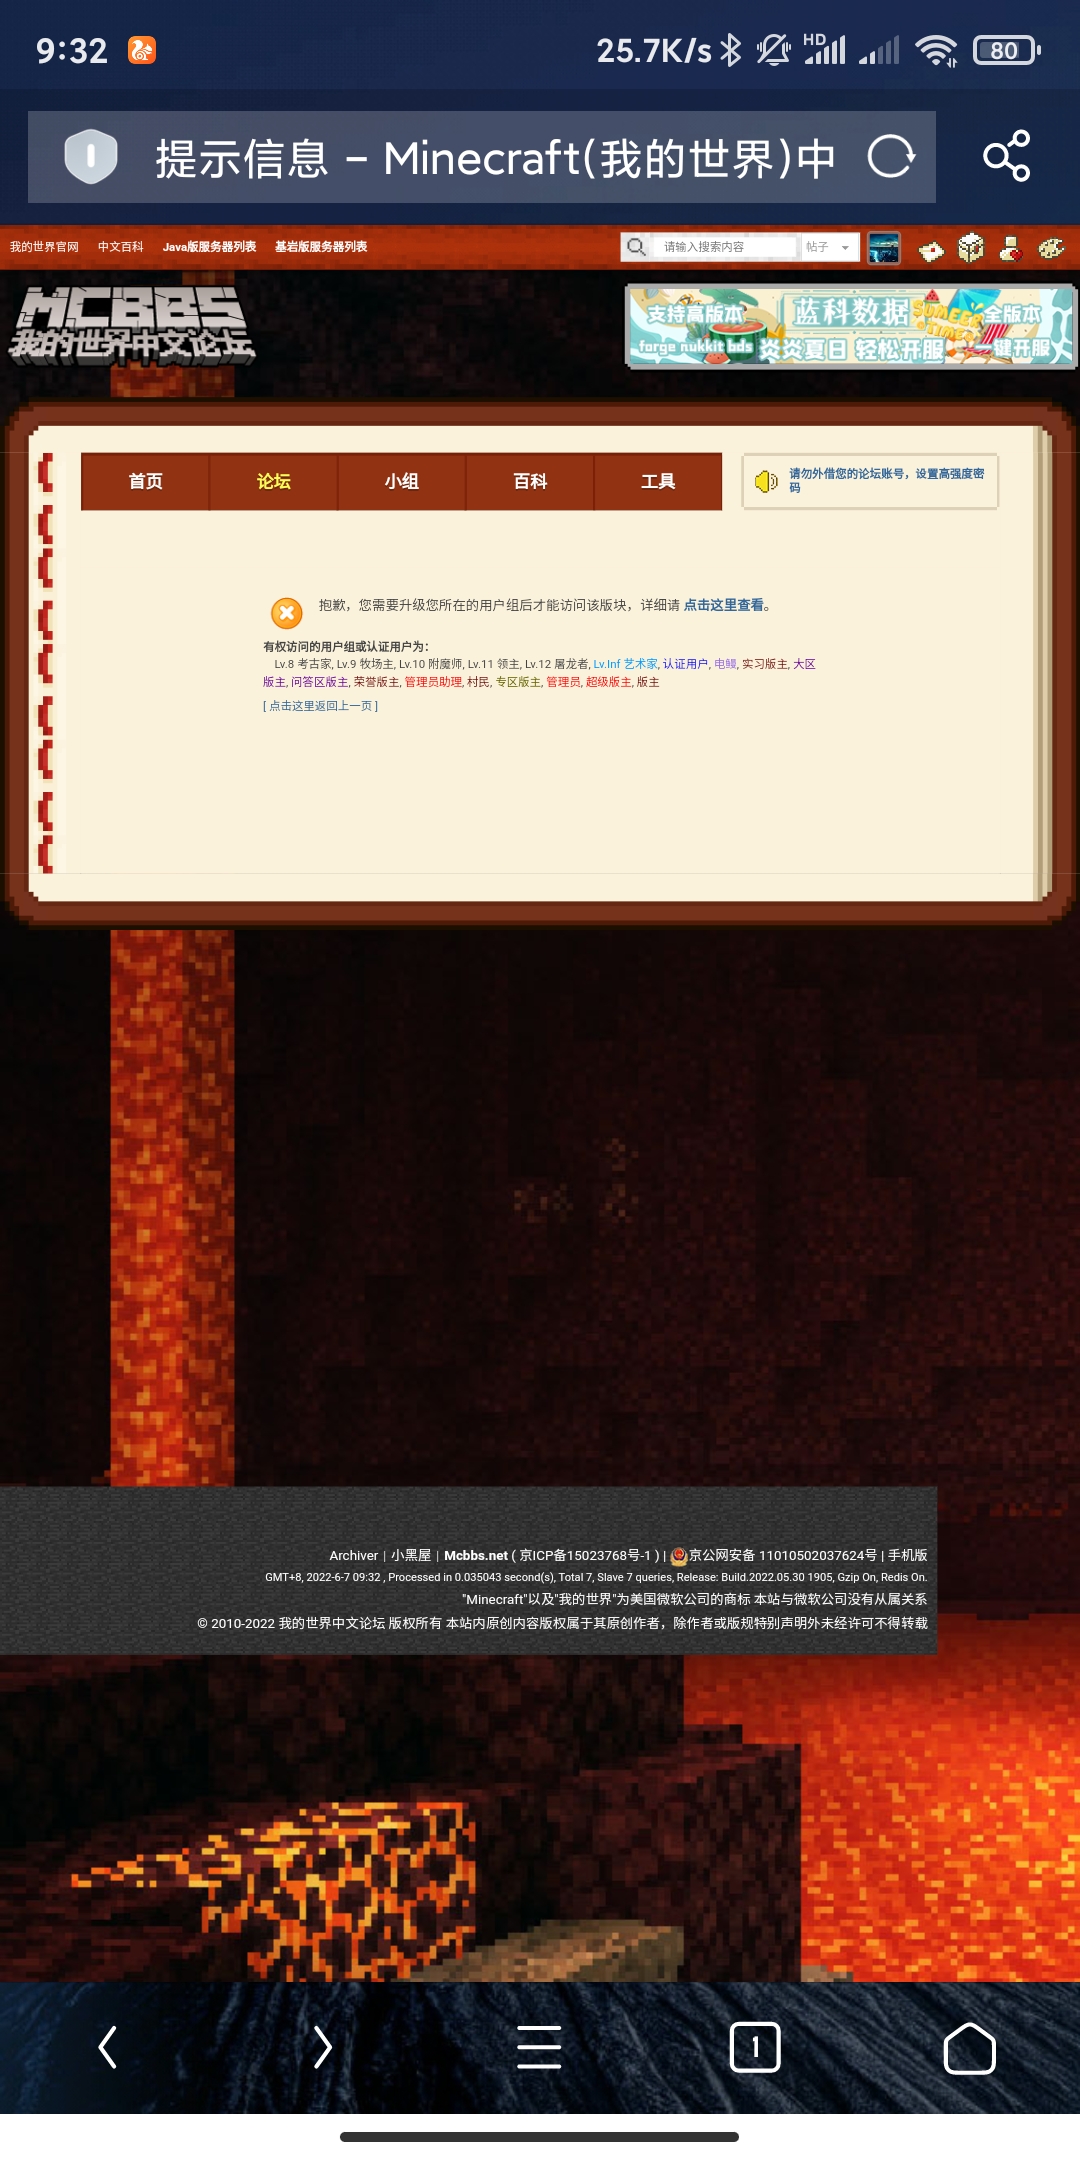 9:32
25.7K/s
HD
80
提示信息 - Minecraft(我的世界)中
我的世界官网 中文百科 Java版服务器列表 基岩版服务器列表
请输入搜索内容 帖子
MCBBS
我的世界中文论坛
支持高版本 蓝科数据 SUMEER TIME 全版本
forge nukkit bds 炎炎夏日 轻松开服 一键开服
首页 论坛 小组 百科 工具
请勿外借您的论坛账号，设置高强度密
码
抱歉，您需要升级您所在的用户组后才能访问该版块，详细请 点击这里查看。
有权访问的用户组或认证用户为：
Lv.8 考古家, Lv.9 牧场主, Lv.10 附魔师, Lv.11 领主, Lv.12 屠龙者, Lv.Inf 艺术家, 认证用户, 电鳗, 实习版主, 大区
版主, 问答区版主, 荣誉版主, 管理员助理, 村民, 专区版主, 管理员, 超级版主, 版主
[ 点击这里返回上一页 ]
Archiver | 小黑屋 | Mcbbs.net ( 京ICP备15023768号-1 ) | 京公网安备 11010502037624号 | 手机版
GMT+8, 2022-6-7 09:32 , Processed in 0.035043 second(s), Total 7, Slave 7 queries, Release: Build.2022.05.30 1905, Gzip On, Redis On.
"Minecraft"以及"我的世界"为美国微软公司的商标 本站与微软公司没有从属关系
© 2010-2022 我的世界中文论坛 版权所有 本站内原创内容版权属于其原创作者，除作者或版规特别声明外未经许可不得转载
1